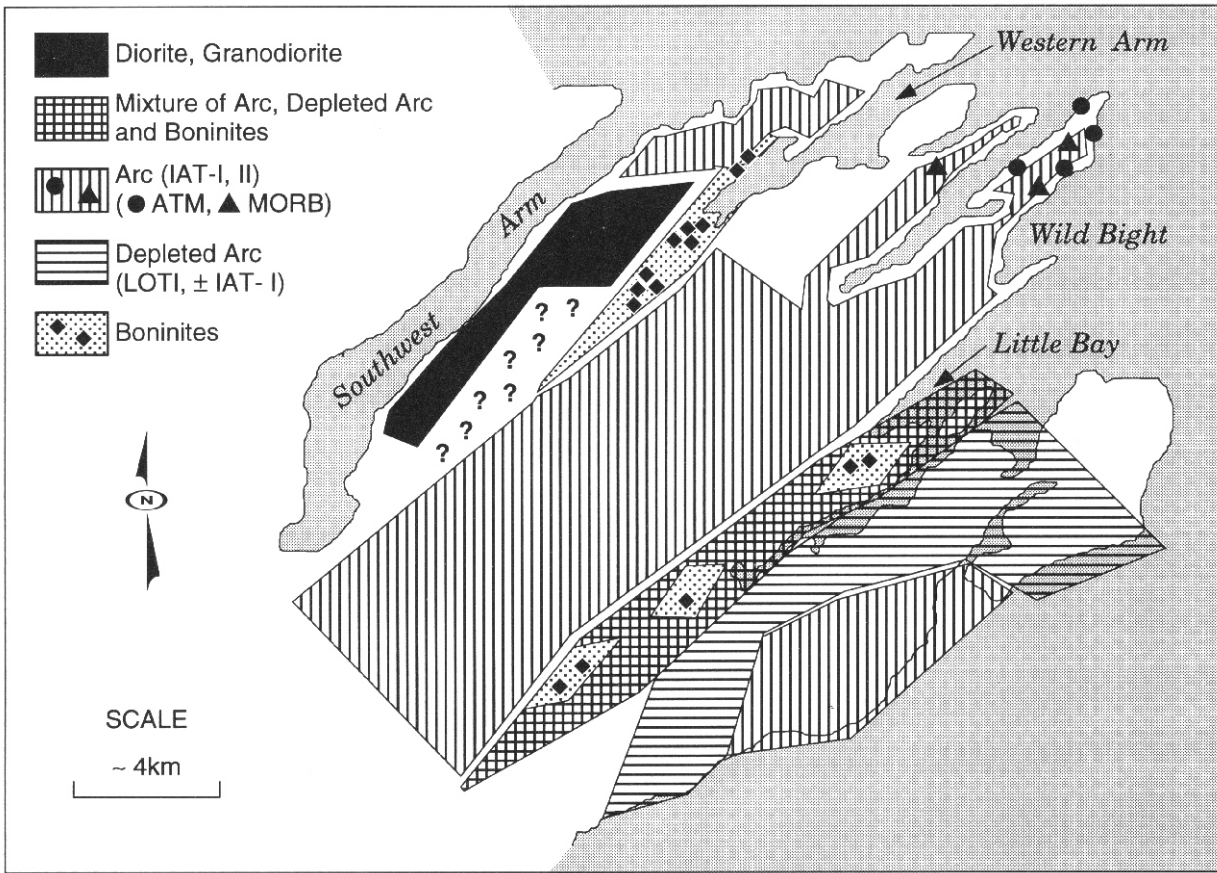 Diorite, Granodiorite
Mixture of Arc, Depleted Arc
and Boninites
Arc (IAT-I, II)
(● ATM, ▲ MORB)
Depleted Arc
(LOTI, ± IAT- I)
Boninites
Western Arm
Southwest Arm
Wild Bight
Little Bay
? ?
?
?
?
?
?
?
?
N
SCALE
~ 4km